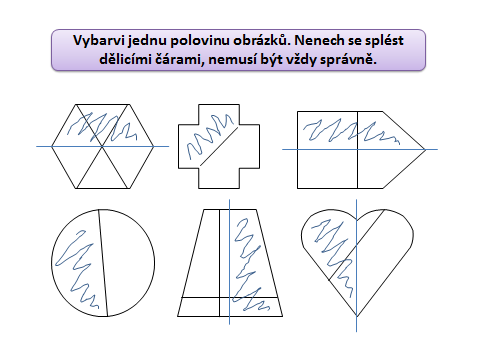 Vybarvi jednu polovinu obrázků. Nenech se splést
dělicími čárami, nemusí být vždy správně.